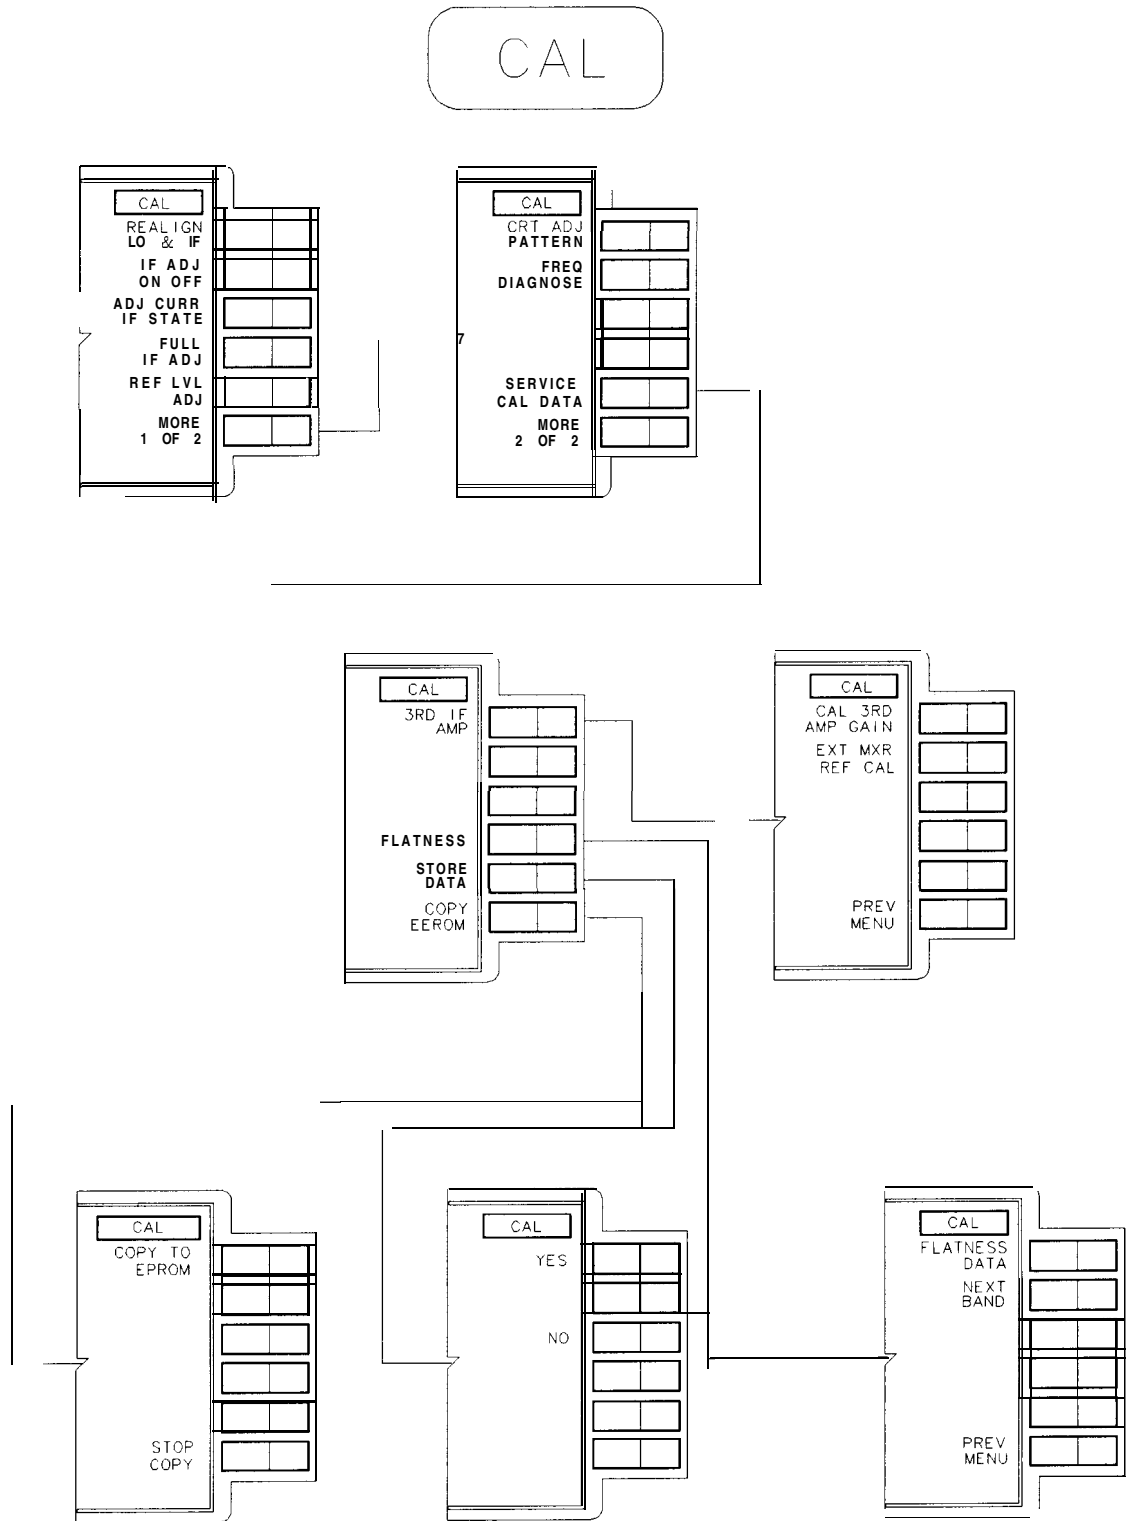 CAL
CAL
REALIGN
LO & IF
IF ADJ
ON OFF
ADJ CURR
IF STATE
FULL
IF ADJ
REF LVL
ADJ
MORE
1 OF 2
CAL
CRT ADJ
PATTERN
FREQ
DIAGNOSE
7
SERVICE
CAL DATA
MORE
2 OF 2
CAL
3RD IF
AMP
FLATNESS
STORE
DATA
COPY
EEROM
CAL
CAL 3RD
AMP GAIN
EXT MXR
REF CAL
PREV
MENU
CAL
COPY TO
EPROM
STOP
COPY
CAL
YES
NO
CAL
FLATNESS
DATA
NEXT
BAND
PREV
MENU